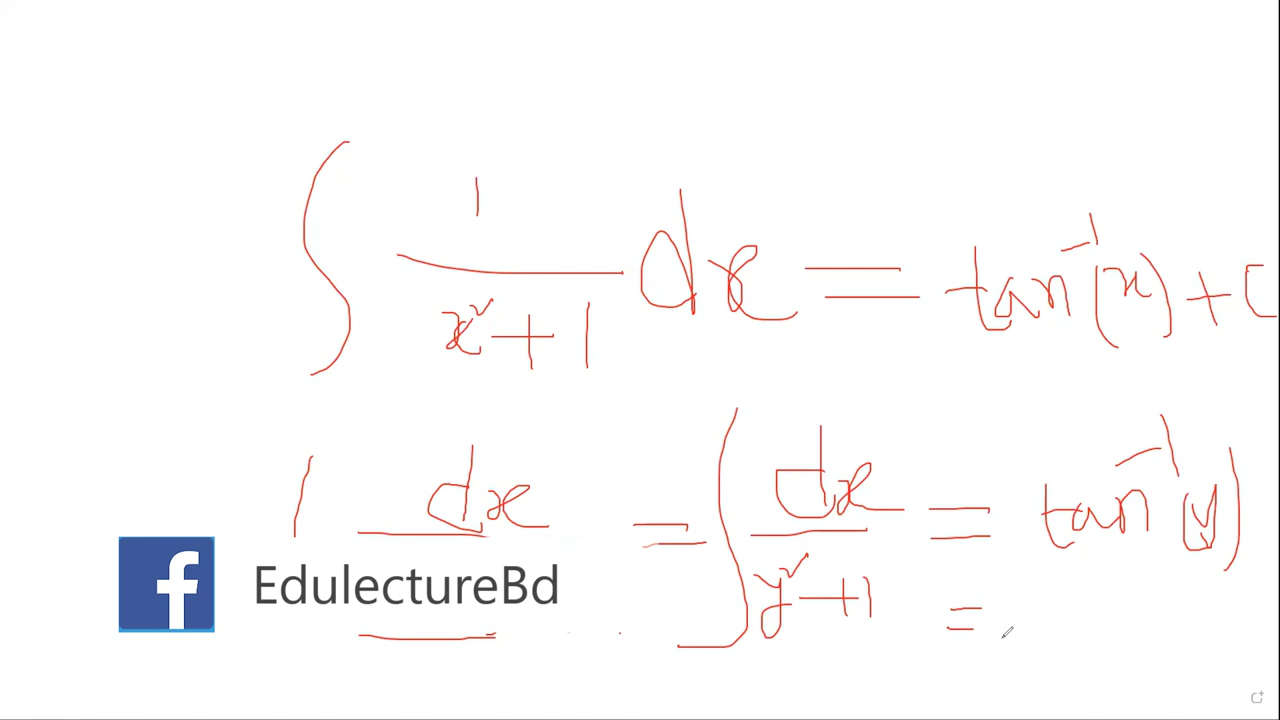 ∫ 1/(x²+1) dx = tan⁻¹(x) + C
dx = ∫ dx/(y²+1) = tan⁻¹(y)
EdulectureBd
=